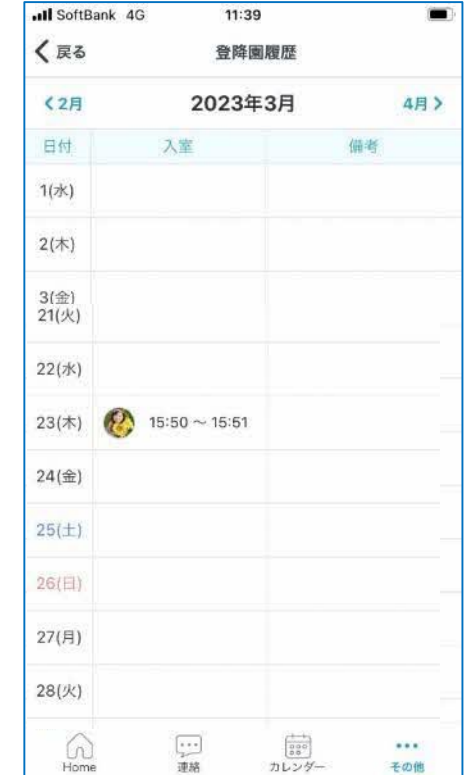 SoftBank 4G 11:39
戻る 登降園履歴
2月 2023年3月 4月
日付 入室 備考
1(水)
2(木)
3(金)
21(火)
22(水)
23(木) 15:50 ～ 15:51
24(金)
25(土)
26(日)
27(月)
28(火)
Home 連絡 カレンダー その他